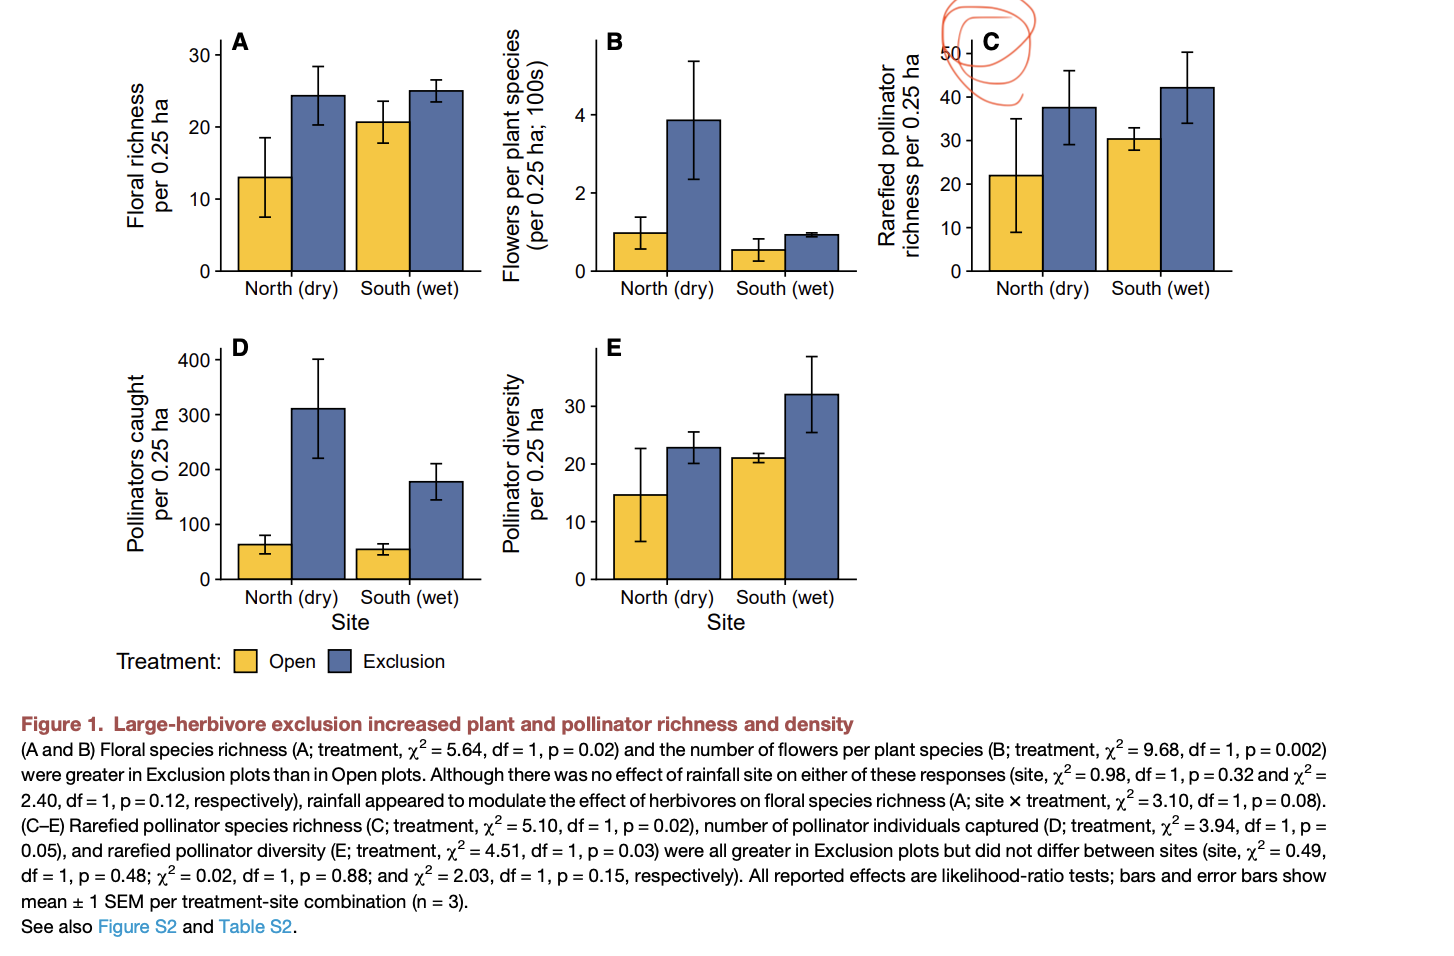 A
Floral richness
per 0.25 ha
30
20
10
0
North (dry) South (wet)
B
Flowers per plant species
(per 0.25 ha; 100s)
4
2
0
North (dry) South (wet)
C
Rarefied pollinator
richness per 0.25 ha
50
40
30
20
10
0
North (dry) South (wet)
D
Pollinators caught
per 0.25 ha
400
300
200
100
0
North (dry) South (wet)
Site
E
Pollinator diversity
per 0.25 ha
30
20
10
0
North (dry) South (wet)
Site
Treatment: Open Exclusion
Figure 1. Large-herbivore exclusion increased plant and pollinator richness and density
(A and B) Floral species richness (A; treatment, χ² = 5.64, df = 1, p = 0.02) and the number of flowers per plant species (B; treatment, χ² = 9.68, df = 1, p = 0.002)
were greater in Exclusion plots than in Open plots. Although there was no effect of rainfall site on either of these responses (site, χ² = 0.98, df = 1, p = 0.32 and χ² =
2.40, df = 1, p = 0.12, respectively), rainfall appeared to modulate the effect of herbivores on floral species richness (A; site × treatment, χ² = 3.10, df = 1, p = 0.08).
(C–E) Rarefied pollinator species richness (C; treatment, χ² = 5.10, df = 1, p = 0.02), number of pollinator individuals captured (D; treatment, χ² = 3.94, df = 1, p =
0.05), and rarefied pollinator diversity (E; treatment, χ² = 4.51, df = 1, p = 0.03) were all greater in Exclusion plots but did not differ between sites (site, χ² = 0.49,
df = 1, p = 0.48; χ² = 0.02, df = 1, p = 0.88; and χ² = 2.03, df = 1, p = 0.15, respectively). All reported effects are likelihood-ratio tests; bars and error bars show
mean ± 1 SEM per treatment-site combination (n = 3).
See also Figure S2 and Table S2.